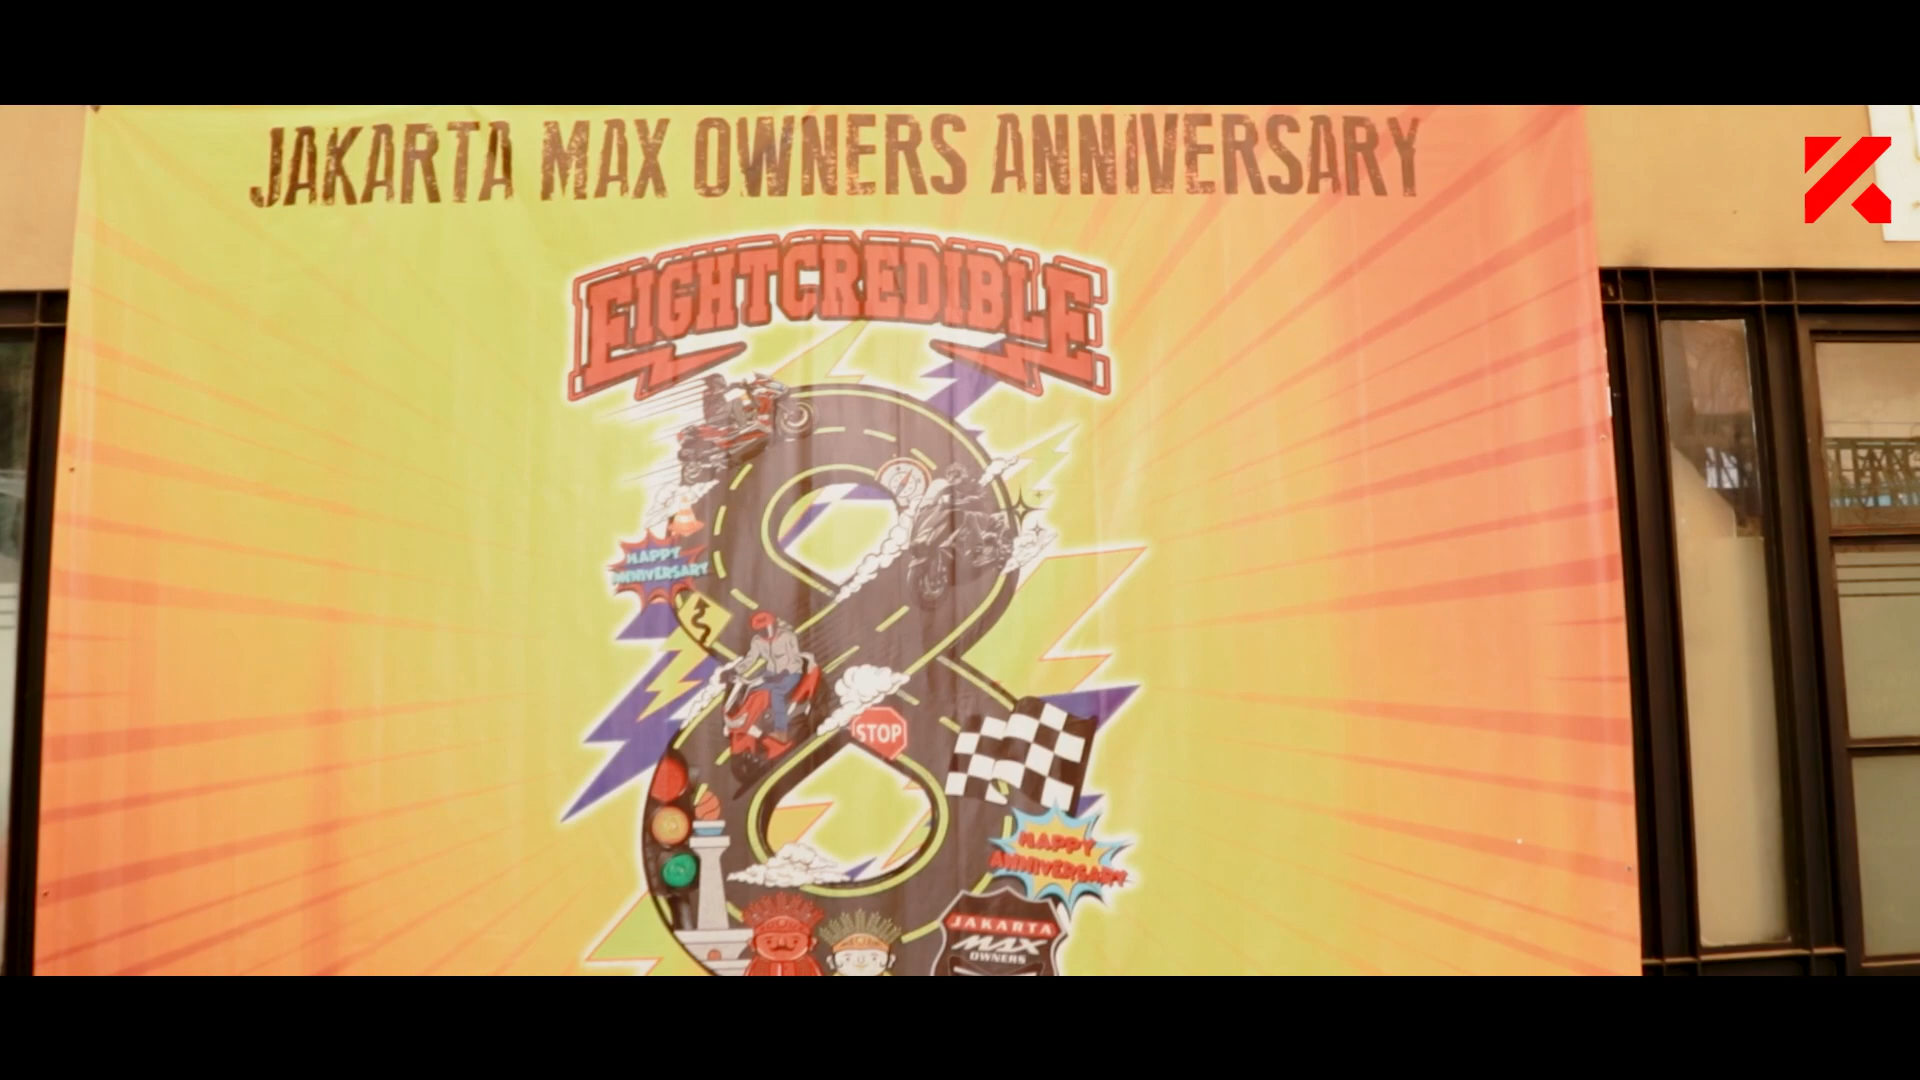 JAKARTA MAX OWNERS ANNIVERSARY
EIGHTCREDIBLE
HAPPY
ANNIVERSARY
STOP
HAPPY
ANNIVERSARY
JAKARTA
MAX
OWNERS